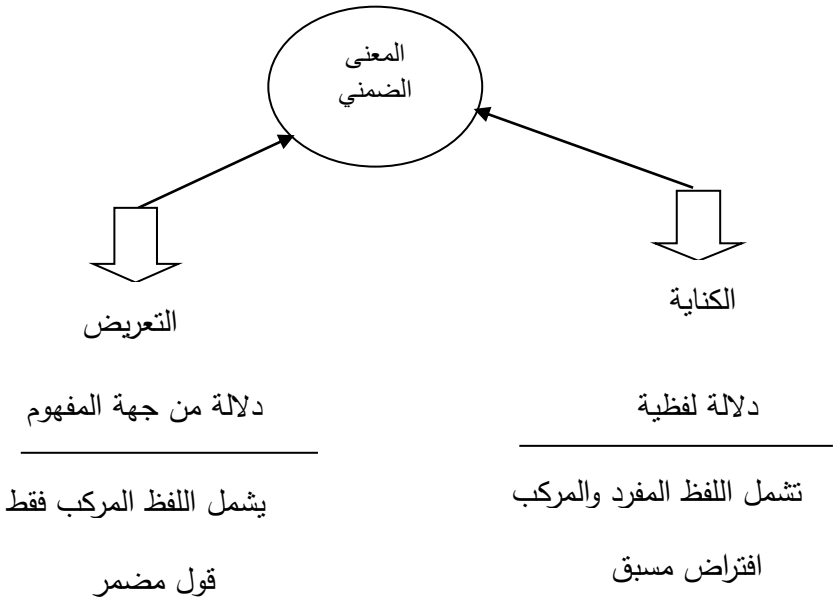 المعنى
الضمني
الكناية
دلالة لفظية
تشمل اللفظ المفرد والمركب
افتراض مسبق
التعريض
دلالة من جهة المفهوم
يشمل اللفظ المركب فقط
قول مضمر